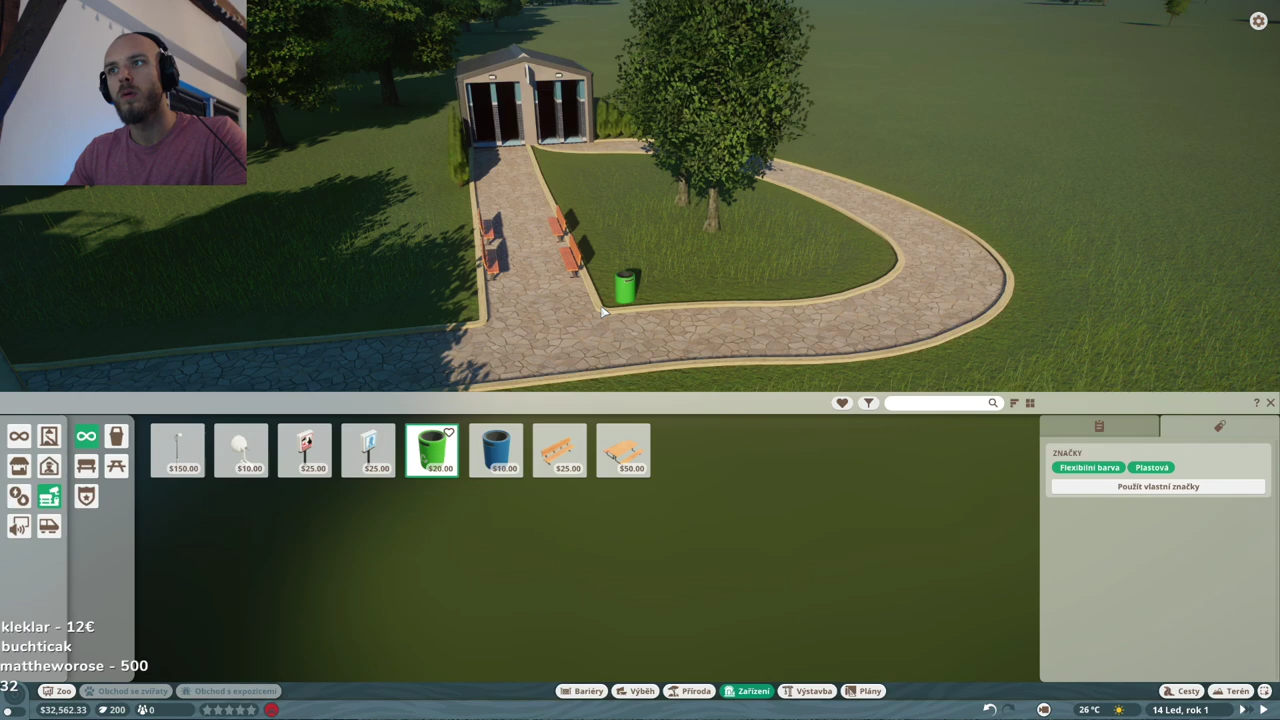 $150.00
$10.00
$25.00
$25.00
$20.00
$10.00
$25.00
$50.00
?
ZNAČKY
Flexibilní barva
Plastová
Použít vlastní značky
kleklar - 12€
buchticak
mattheworose - 500
32
Zoo
Obchod se zvířaty
Obchod s expozicemi
Bariéry
Výběh
Příroda
Zařízení
Výstavba
Plány
Cesty
Terén
$32,562.33
200
0
26 °C
14 Led, rok 1